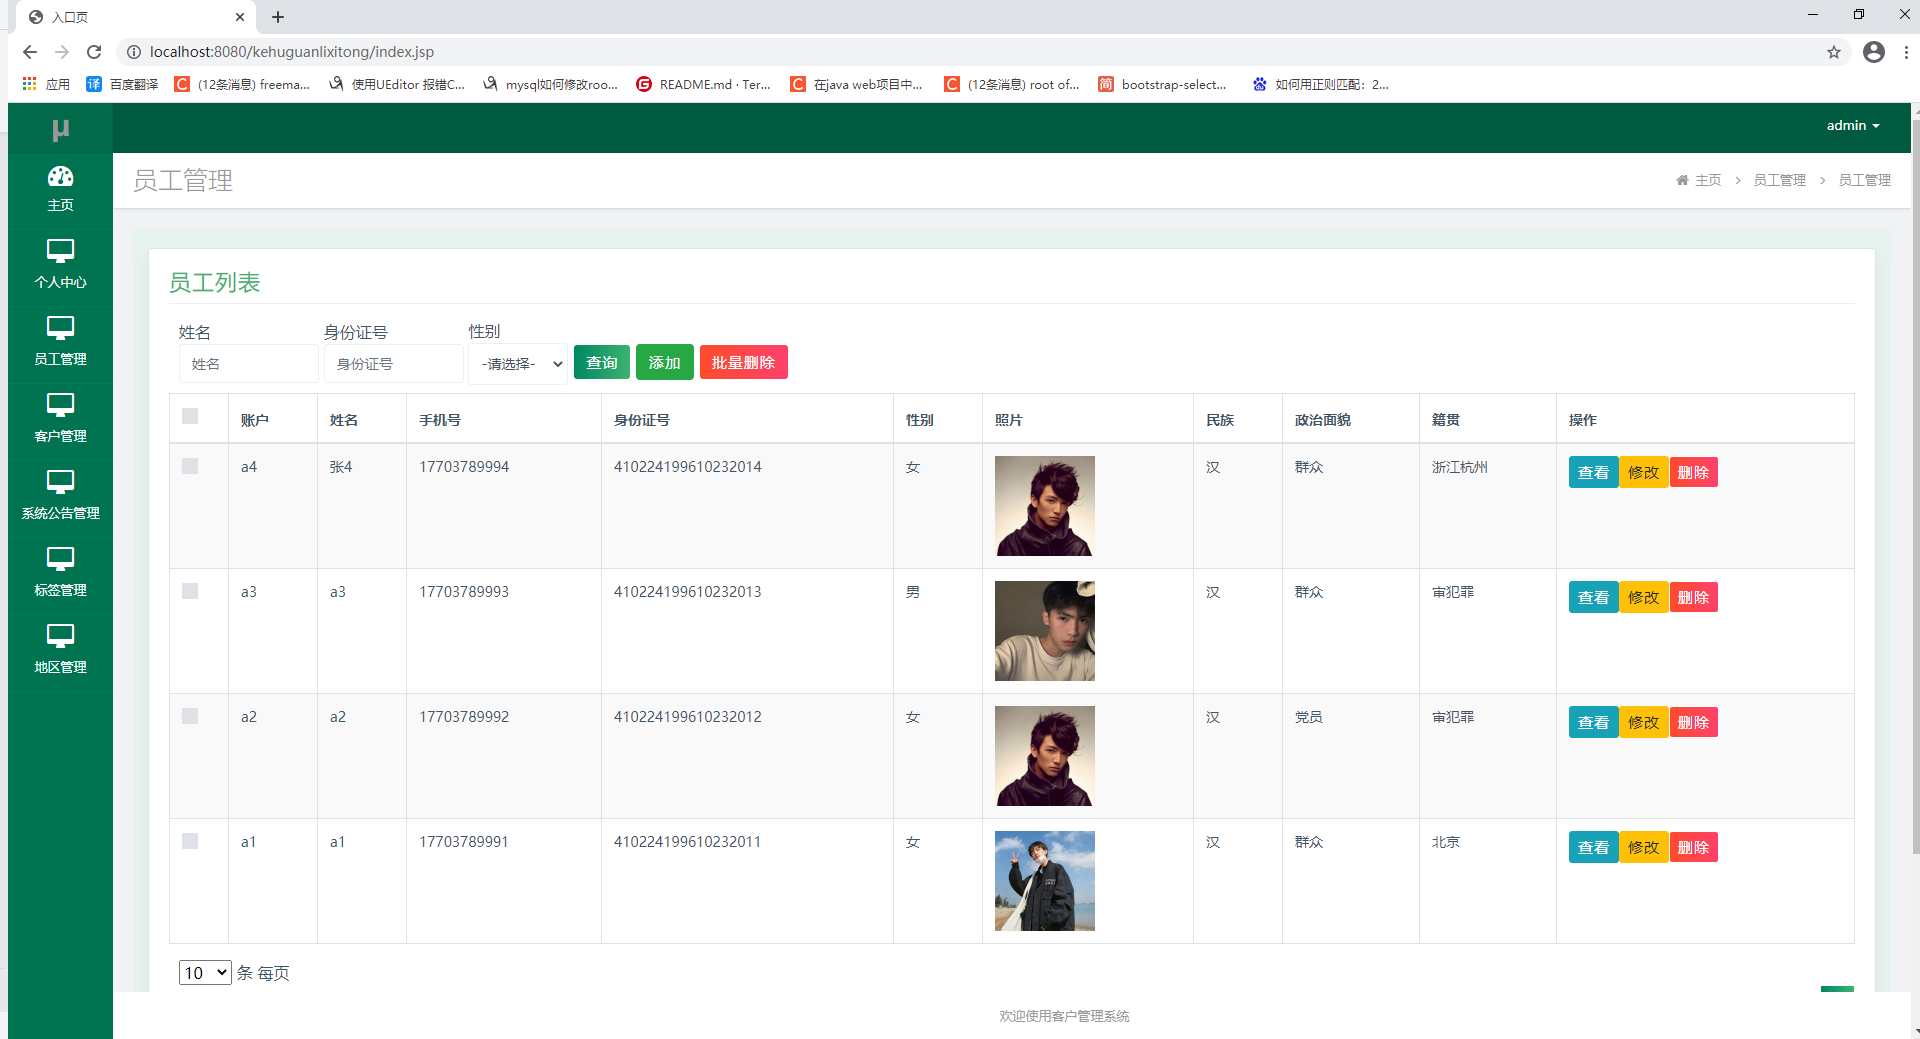 入口页
localhost:8080/kehuguanlixitong/index.jsp
应用 译 百度翻译 C (12条消息) freema... 使用UEditor 报错C... mysql如何修改roo... G README.md · Ter... C 在java web项目中... C (12条消息) root of... 简 bootstrap-select... 如何用正则匹配：2...
μ admin
员工管理 主页 > 员工管理 > 员工管理
主页
个人中心
员工管理
客户管理
系统公告管理
标签管理
地区管理
员工列表
姓名 身份证号 性别
姓名 身份证号 -请选择- 查询 添加 批量删除
账户 姓名 手机号 身份证号 性别 照片 民族 政治面貌 籍贯 操作
a4 张4 17703789994 410224199610232014 女 汉 群众 浙江杭州 查看 修改 删除
a3 a3 17703789993 410224199610232013 男 汉 群众 审犯罪 查看 修改 删除
a2 a2 17703789992 410224199610232012 女 汉 党员 审犯罪 查看 修改 删除
a1 a1 17703789991 410224199610232011 女 汉 群众 北京 查看 修改 删除
10 条 每页
欢迎使用客户管理系统